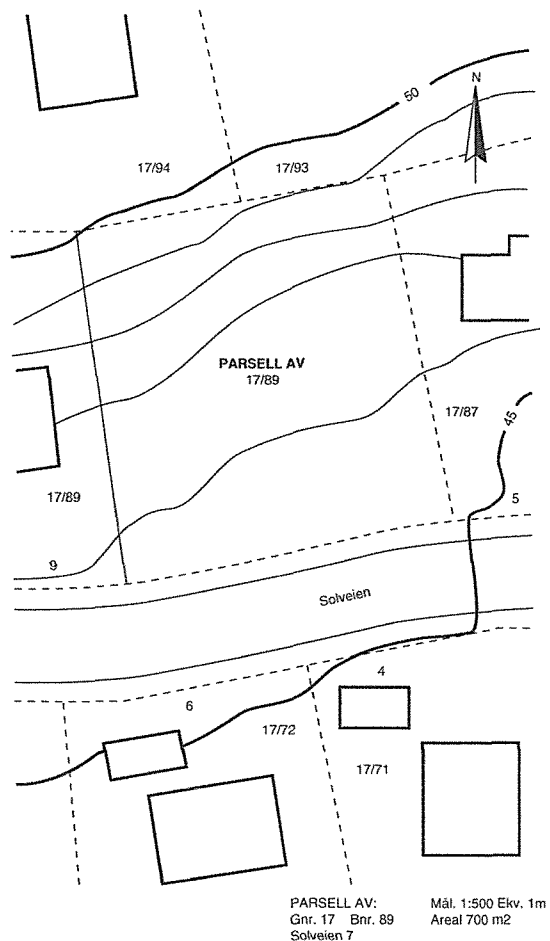 50
N
17/94
17/93
PARSELL AV
17/89
17/87
45
17/89
5
9
Solveien
4
6
17/72
17/71
PARSELL AV:
Gnr. 17 Bnr. 89
Solveien 7
Mål. 1:500 Ekv. 1m
Areal 700 m2